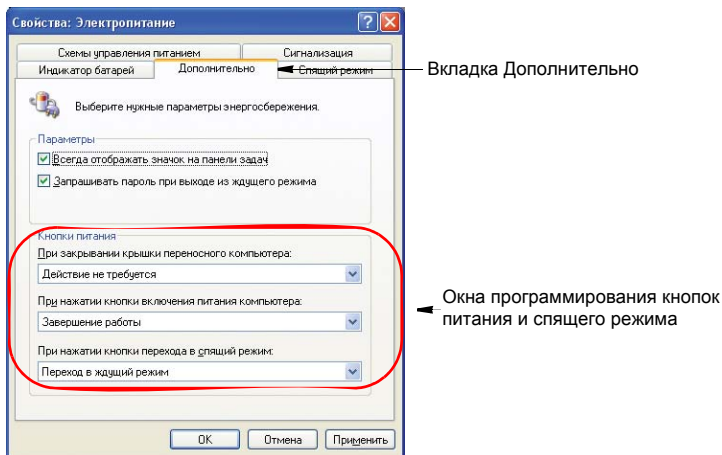 Свойства: Электропитание
Схемы управления питанием
Сигнализация
Индикатор батарей
Дополнительно
Спящий режим
Вкладка Дополнительно
Выберите нужные параметры энергосбережения.
Параметры
Всегда отображать значок на панели задач
Запрашивать пароль при выходе из ждущего режима
Кнопки питания
При закрывании крышки переносного компьютера:
Действие не требуется
При нажатии кнопки включения питания компьютера:
Завершение работы
При нажатии кнопки перехода в спящий режим:
Переход в ждущий режим
Окна программирования кнопок
питания и спящего режима
OK
Отмена
Применить